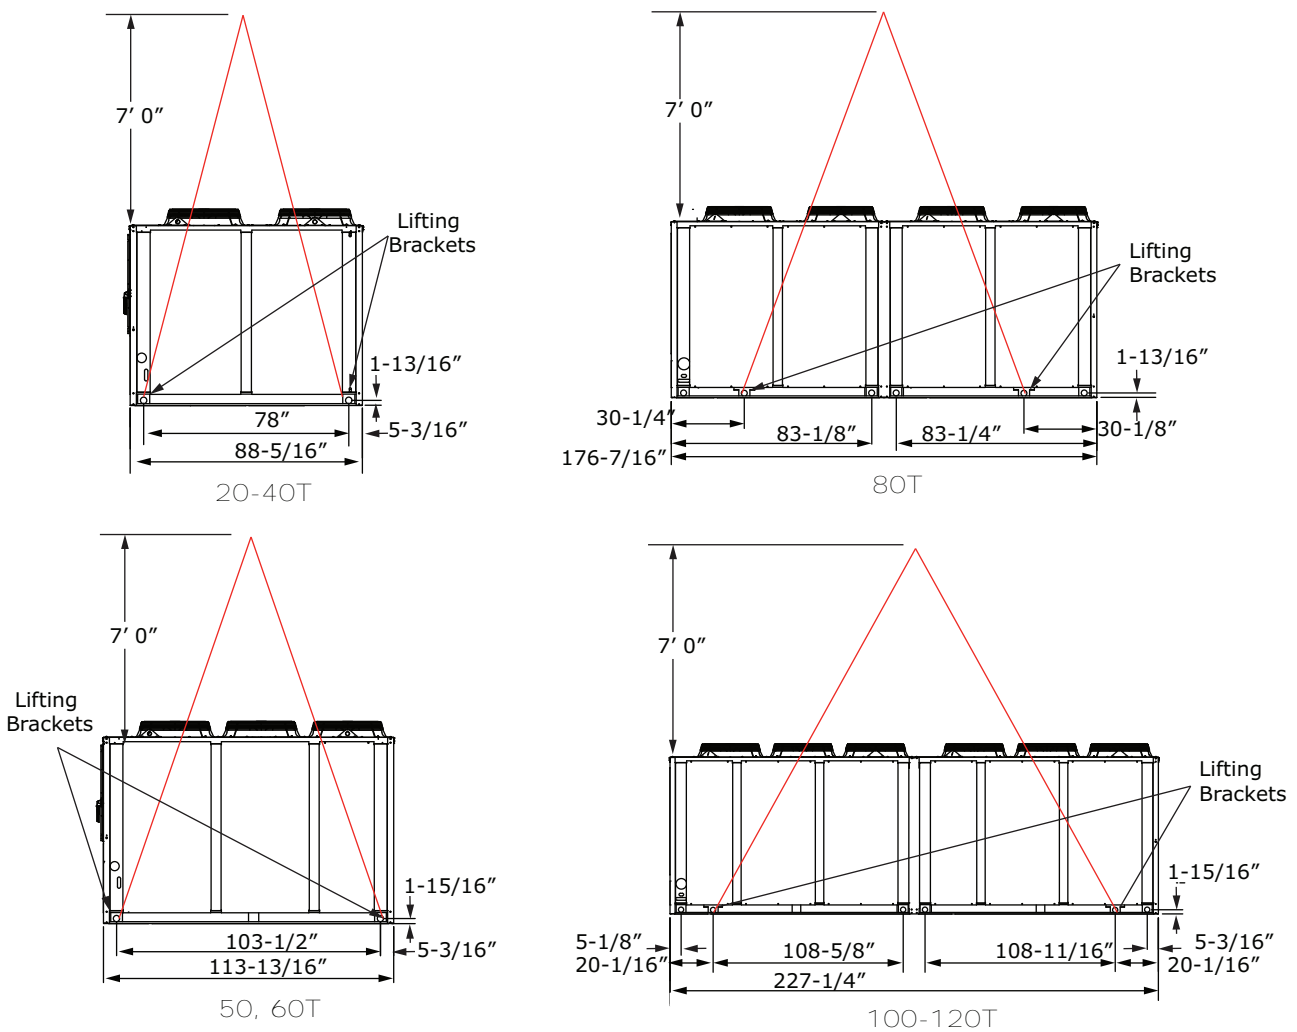 7’ 0”
Lifting
Brackets
1-13/16”
78”
5-3/16”
88-5/16”
20-40T
7’ 0”
Lifting
Brackets
1-13/16”
30-1/4”
83-1/8”
83-1/4”
30-1/8”
176-7/16”
80T
7’ 0”
Lifting
Brackets
1-15/16”
103-1/2”
5-3/16”
113-13/16”
50, 60T
7’ 0”
Lifting
Brackets
1-15/16”
5-1/8”
108-5/8”
108-11/16”
5-3/16”
20-1/16”
20-1/16”
227-1/4”
100-120T